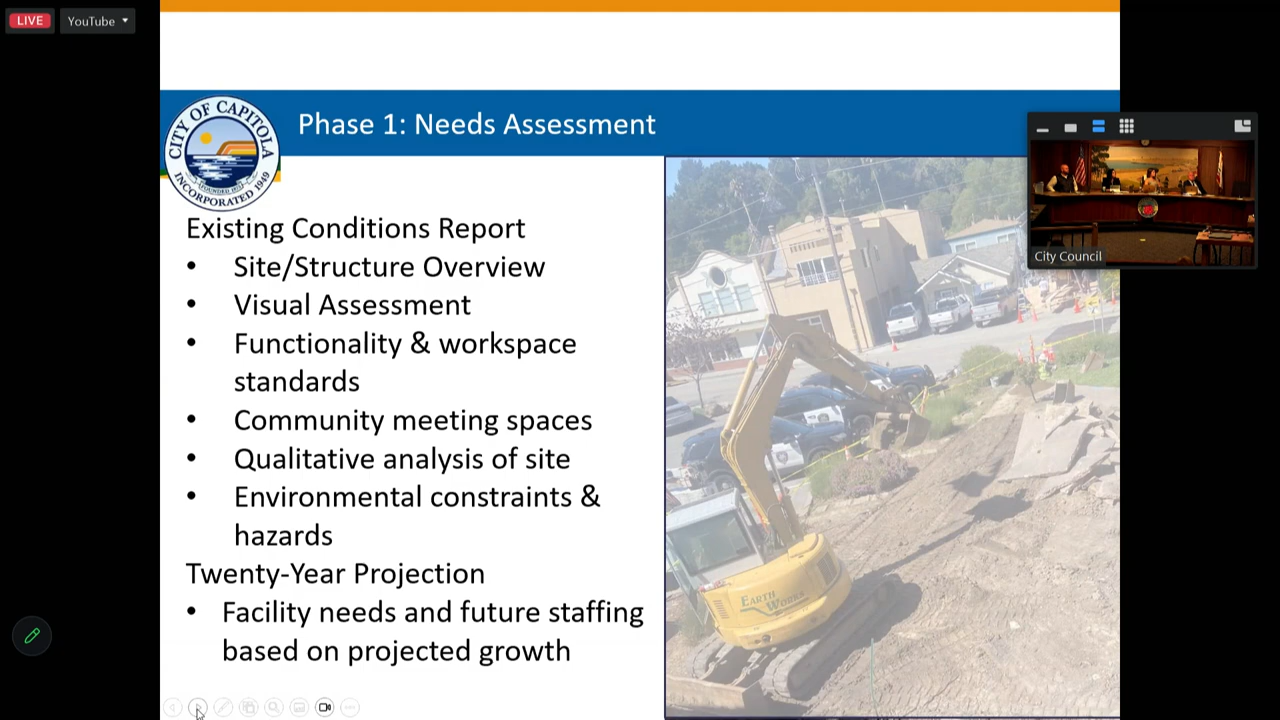 LIVE
YouTube
CITY OF CAPITOLA
FOUNDED 1874
INCORPORATED 1949
Phase 1: Needs Assessment
City Council
Existing Conditions Report
• Site/Structure Overview
• Visual Assessment
• Functionality & workspace
standards
• Community meeting spaces
• Qualitative analysis of site
• Environmental constraints &
hazards
Twenty-Year Projection
• Facility needs and future staffing
based on projected growth
EARTH
WORKS